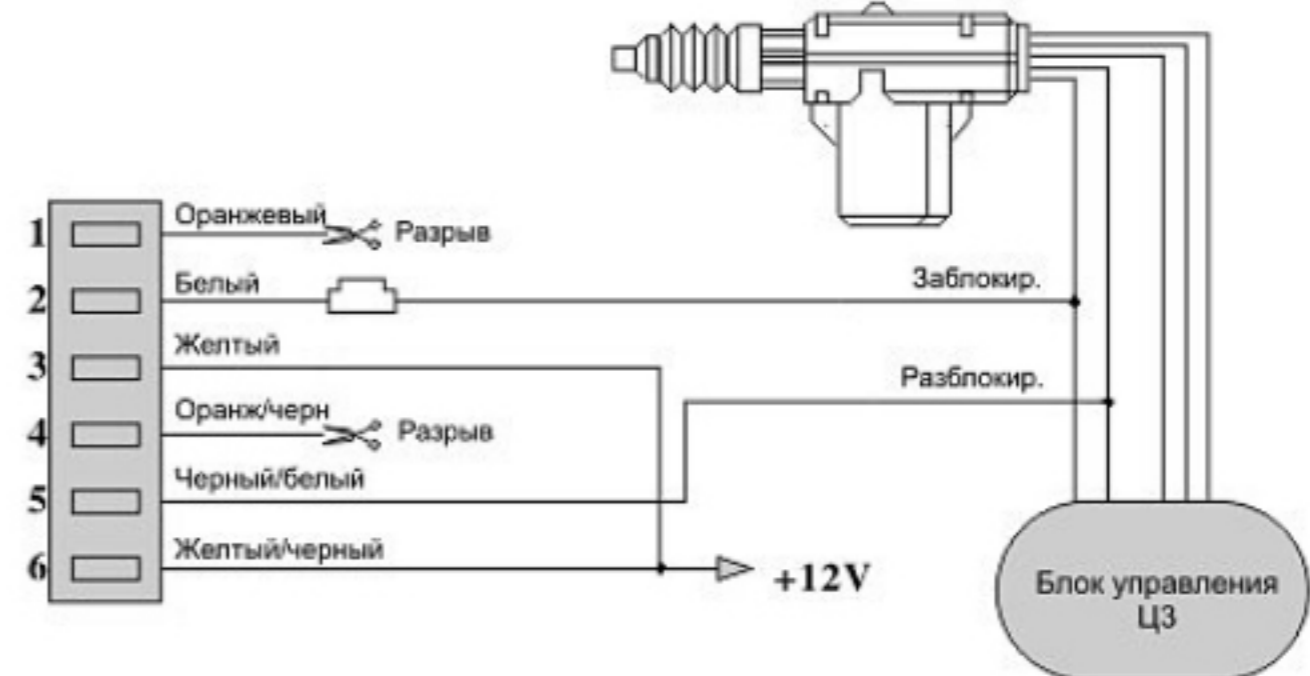 1 Оранжевый Разрыв
2 Белый Заблокир.
3 Желтый
Разблокир.
4 Оранж/черн Разрыв
5 Черный/белый
6 Желтый/черный +12V
Блок управления
ЦЗ